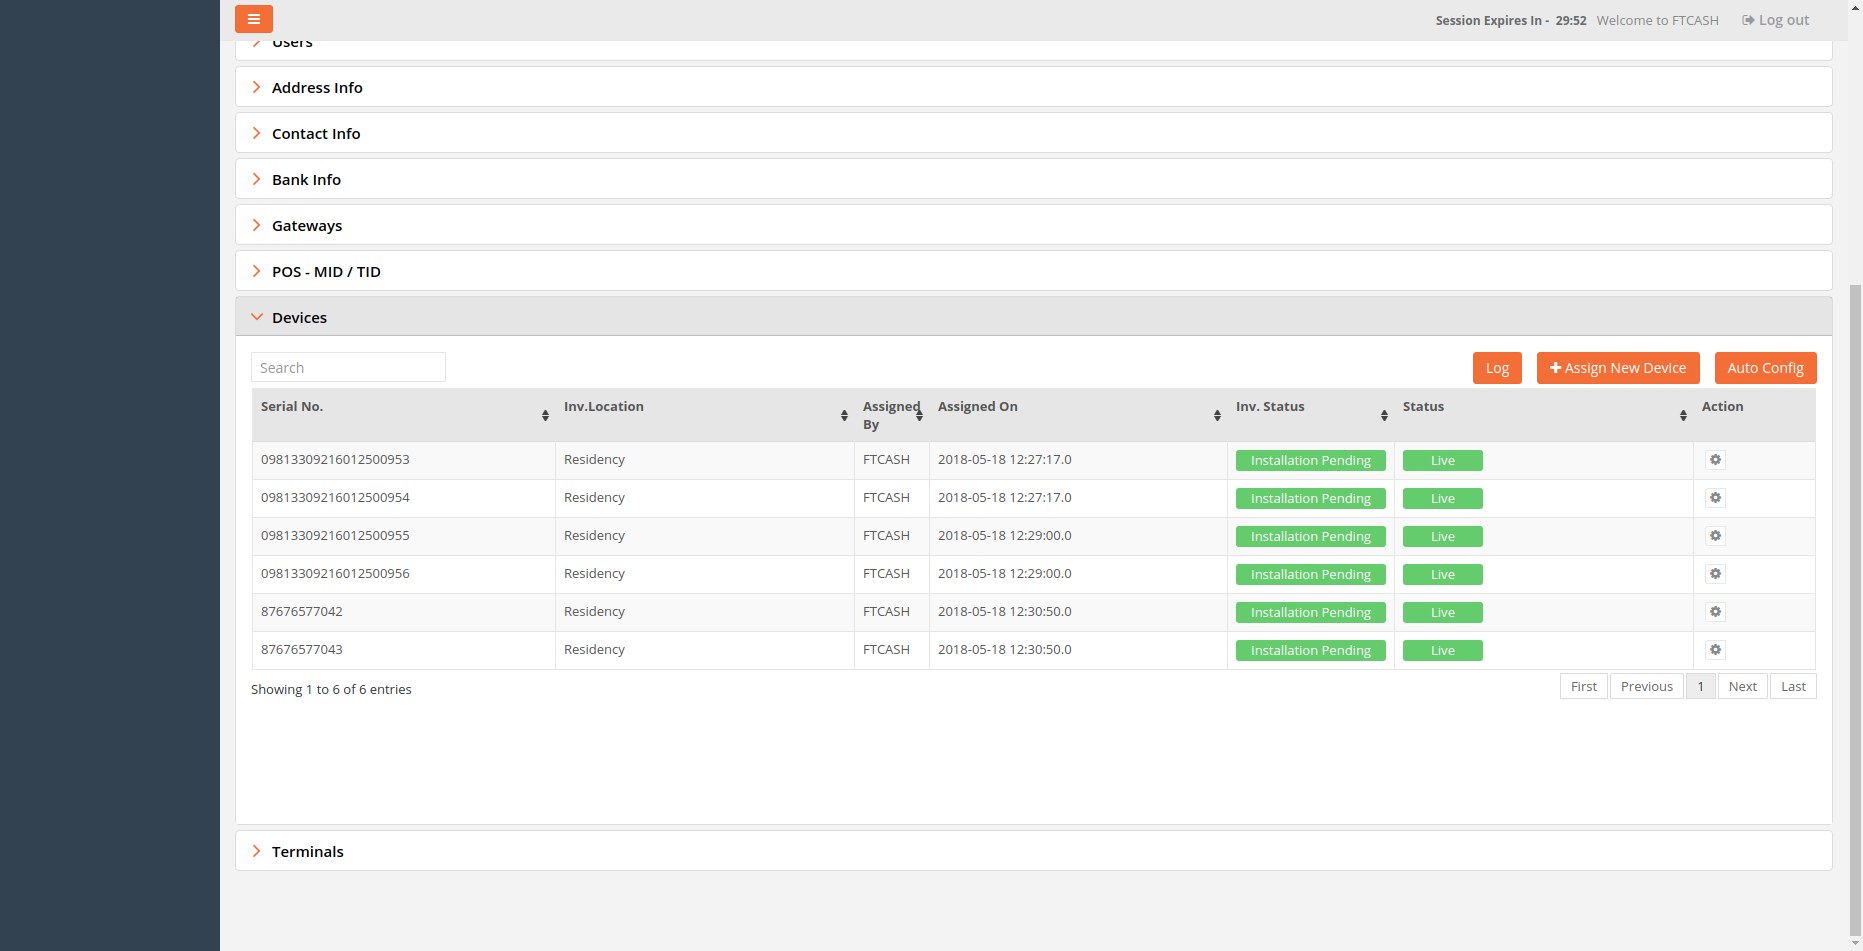 Session Expires In - 29:52 Welcome to FTCASH Log out
Users
Address Info
Contact Info
Bank Info
Gateways
POS - MID / TID
Devices
Search Log Assign New Device Auto Config
Serial No. Inv.Location Assigned By Assigned On Inv. Status Status Action
09813309216012500953 Residency FTCASH 2018-05-18 12:27:17.0 Installation Pending Live
09813309216012500954 Residency FTCASH 2018-05-18 12:27:17.0 Installation Pending Live
09813309216012500955 Residency FTCASH 2018-05-18 12:29:00.0 Installation Pending Live
09813309216012500956 Residency FTCASH 2018-05-18 12:29:00.0 Installation Pending Live
87676577042 Residency FTCASH 2018-05-18 12:30:50.0 Installation Pending Live
87676577043 Residency FTCASH 2018-05-18 12:30:50.0 Installation Pending Live
Showing 1 to 6 of 6 entries First Previous 1 Next Last
Terminals